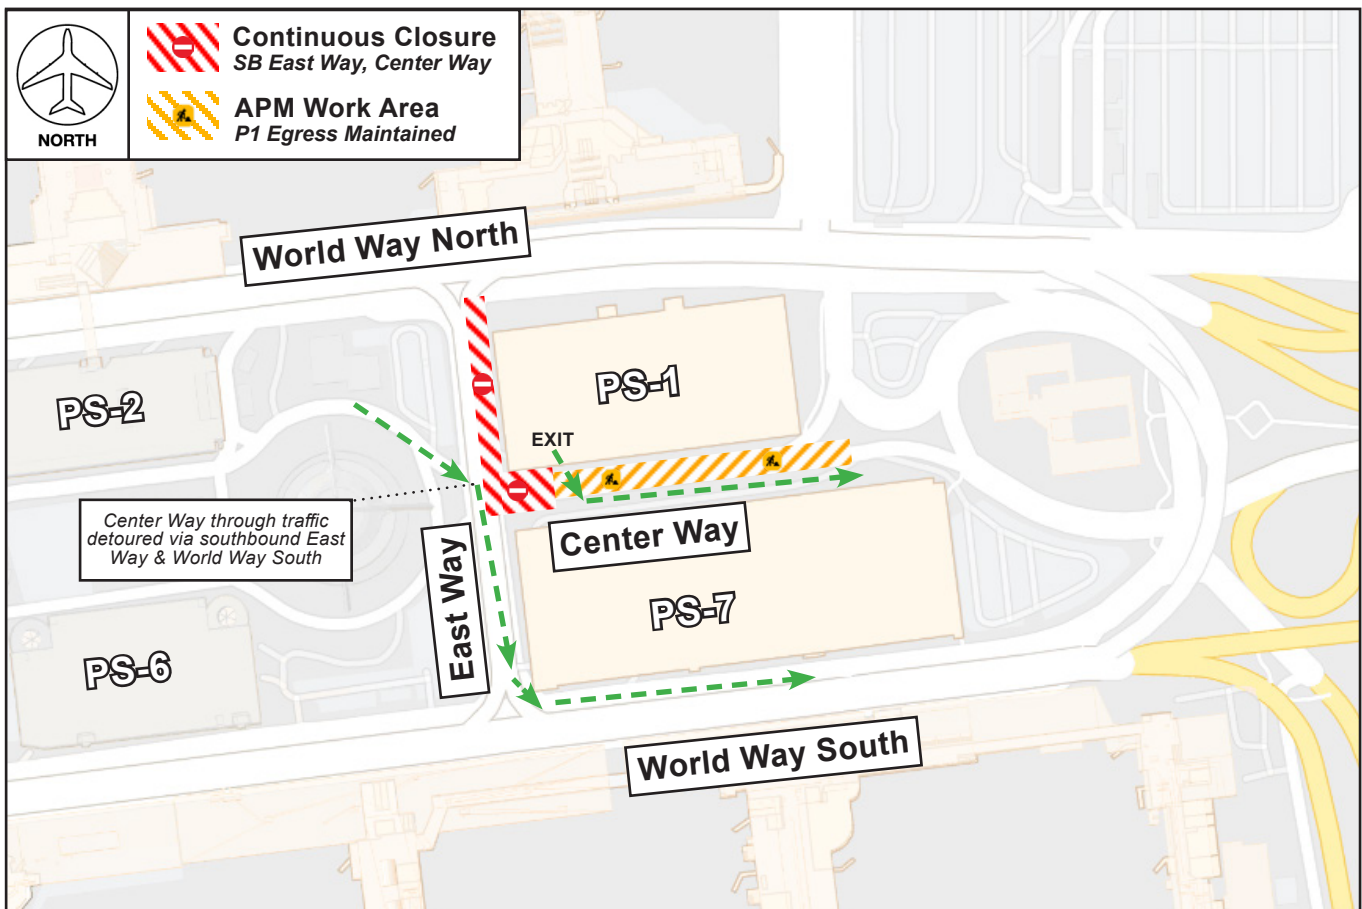 NORTH
Continuous Closure
SB East Way, Center Way
APM Work Area
P1 Egress Maintained
World Way North
PS-1
PS-2
EXIT
Center Way through traffic
detoured via southbound East
Way & World Way South
Center Way
East Way
PS-7
PS-6
World Way South